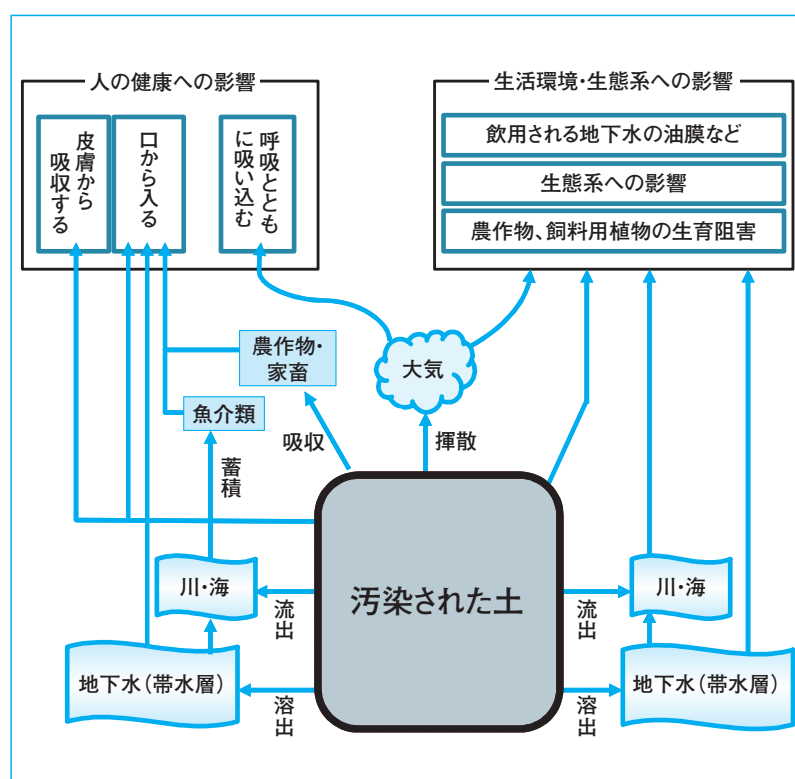 人の健康への影響
皮膚から
吸収する
口から入る
呼吸ととも
に吸い込む
生活環境・生態系への影響
飲用される地下水の油膜など
生態系への影響
農作物、飼料用植物の生育阻害
農作物・
家畜
大気
魚介類
吸収
揮散
蓄積
汚染された土
川・海
流出
川・海
流出
地下水（帯水層）
溶出
地下水（帯水層）
溶出